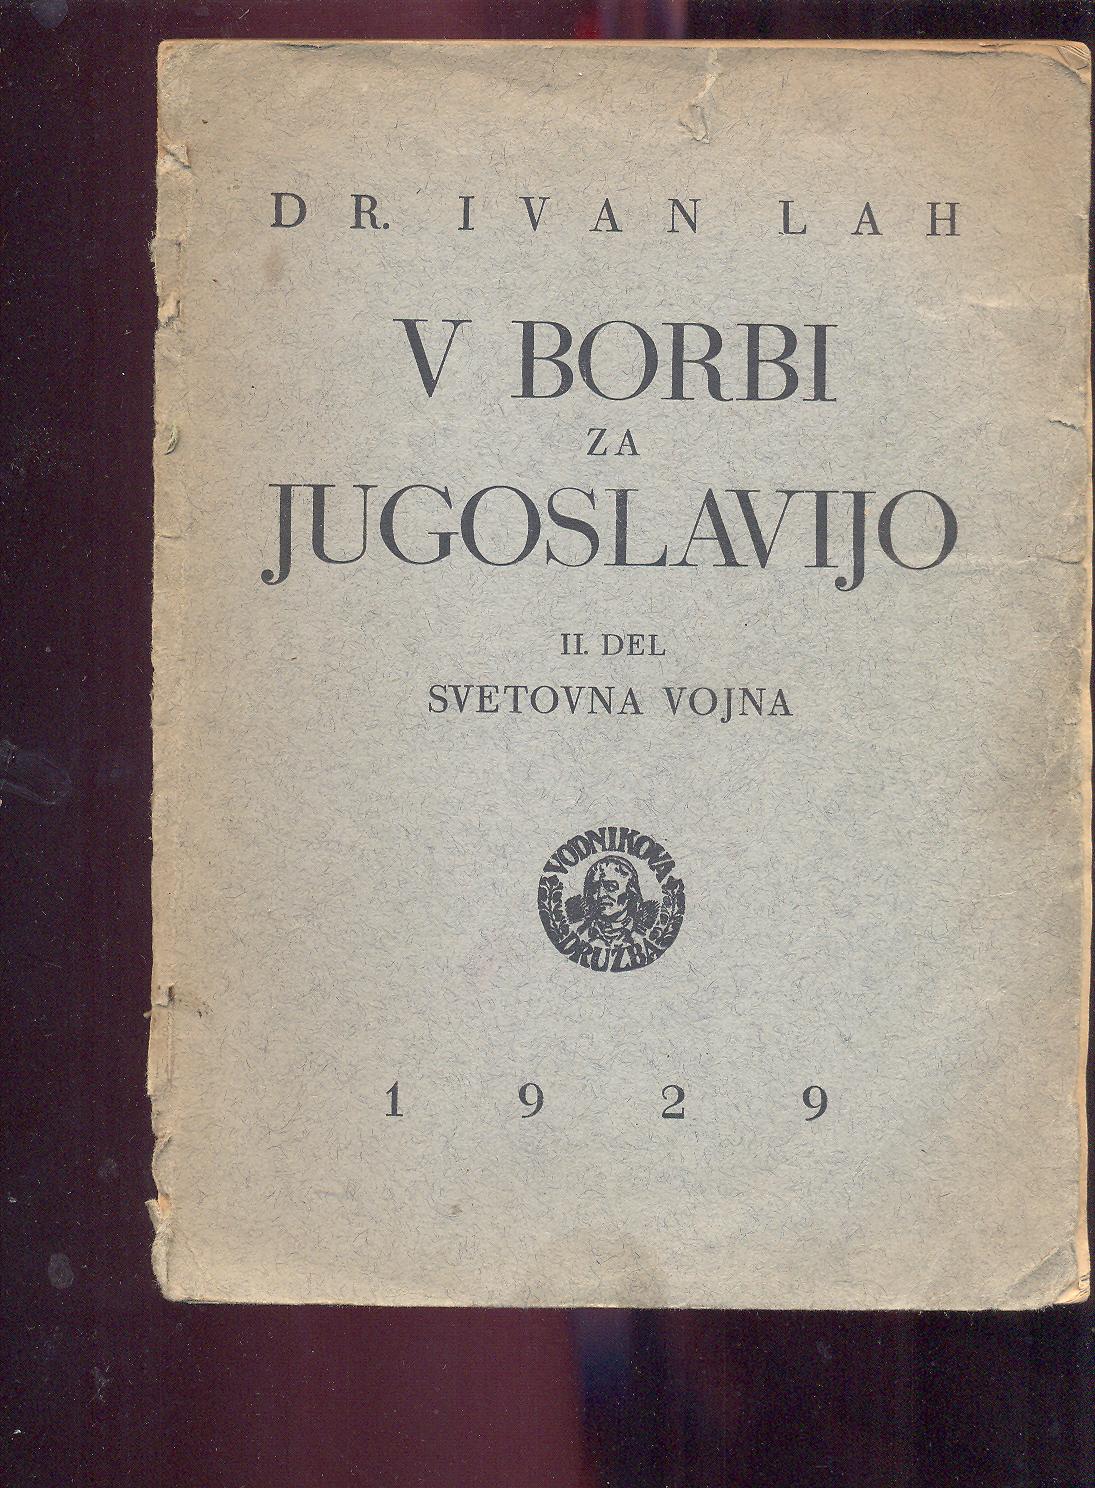 DR. IVAN LAH
V BORBI
ZA
JUGOSLAVIJO
II. DEL
SVETOVNA VOJNA
VODNIKOVA
DRUŽBA
1929